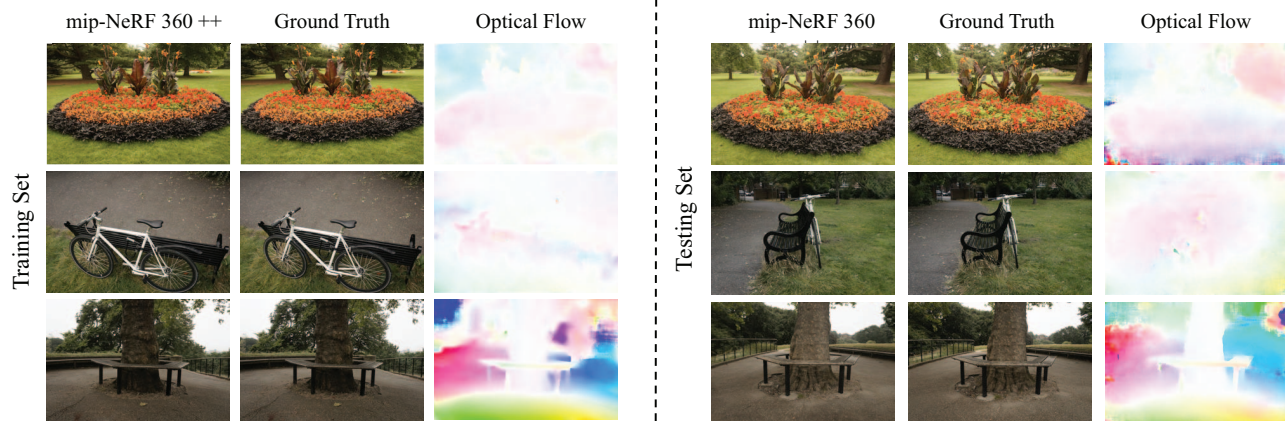 mip-NeRF 360 ++
Ground Truth
Optical Flow
mip-NeRF 360
Ground Truth
Optical Flow
Training Set
Testing Set